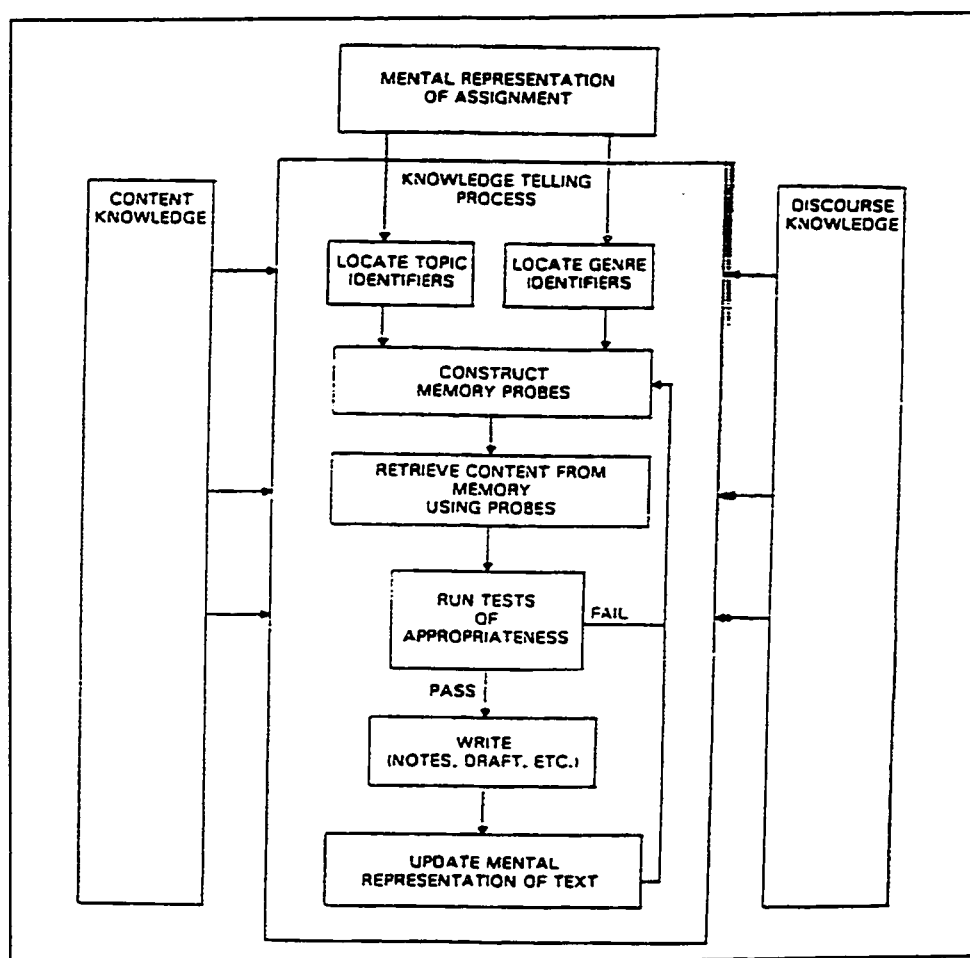 MENTAL REPRESENTATION
OF ASSIGNMENT
KNOWLEDGE TELLING
PROCESS
CONTENT
KNOWLEDGE
DISCOURSE
KNOWLEDGE
LOCATE TOPIC
IDENTIFIERS
LOCATE GENRE
IDENTIFIERS
CONSTRUCT
MEMORY PROBES
RETRIEVE CONTENT FROM
MEMORY
USING PROBES
RUN TESTS
OF
APPROPRIATENESS
FAIL
PASS
WRITE
(NOTES, DRAFT, ETC.)
UPDATE MENTAL
REPRESENTATION OF TEXT